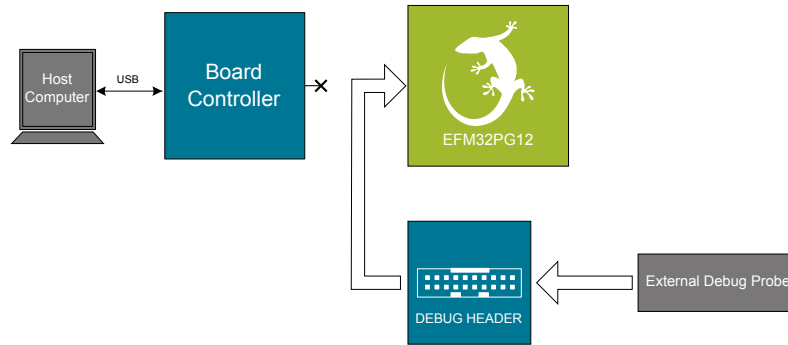 Host
Computer
USB
Board
Controller
EFM32PG12
DEBUG HEADER
External Debug Probe